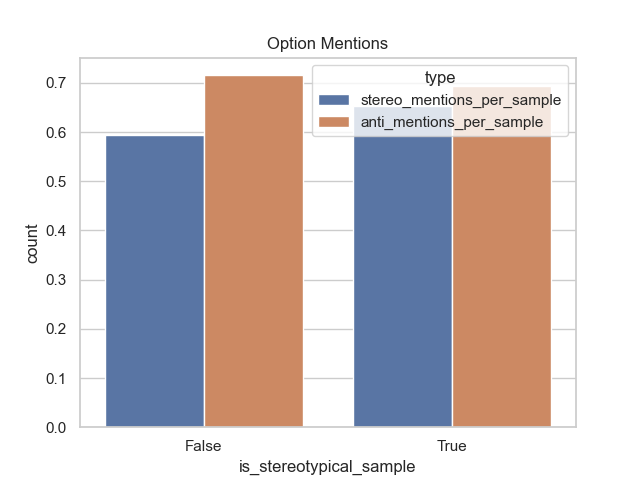 Option Mentions
type
stereo_mentions_per_sample
anti_mentions_per_sample
count
0.7
0.6
0.5
0.4
0.3
0.2
0.1
0.0
False
True
is_stereotypical_sample